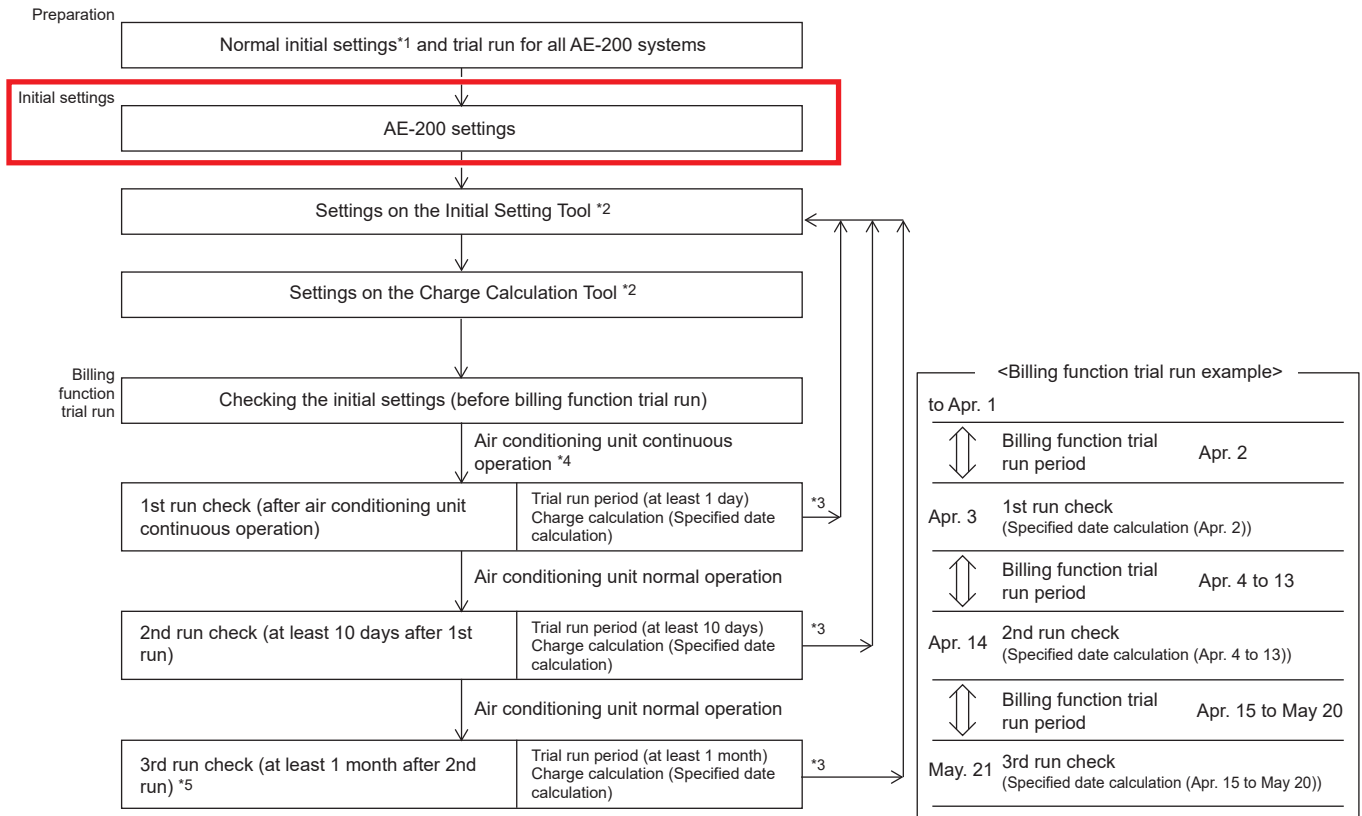 Preparation
Normal initial settings*1 and trial run for all AE-200 systems
Initial settings
AE-200 settings
Settings on the Initial Setting Tool *2
Settings on the Charge Calculation Tool *2
Billing
function
trial run
Checking the initial settings (before billing function trial run)
Air conditioning unit continuous
operation *4
1st run check (after air conditioning unit
continuous operation)
Trial run period (at least 1 day)
Charge calculation (Specified date
calculation)
*3
Air conditioning unit normal operation
2nd run check (at least 10 days after 1st
run)
Trial run period (at least 10 days)
Charge calculation (Specified date
calculation)
*3
Air conditioning unit normal operation
3rd run check (at least 1 month after 2nd
run) *5
Trial run period (at least 1 month)
Charge calculation (Specified date
calculation)
*3
<Billing function trial run example>
to Apr. 1
Billing function trial
run period
Apr. 2
Apr. 3
1st run check
(Specified date calculation (Apr. 2))
Billing function trial
run period
Apr. 4 to 13
Apr. 14
2nd run check
(Specified date calculation (Apr. 4 to 13))
Billing function trial
run period
Apr. 15 to May 20
May. 21
3rd run check
(Specified date calculation (Apr. 15 to May 20))